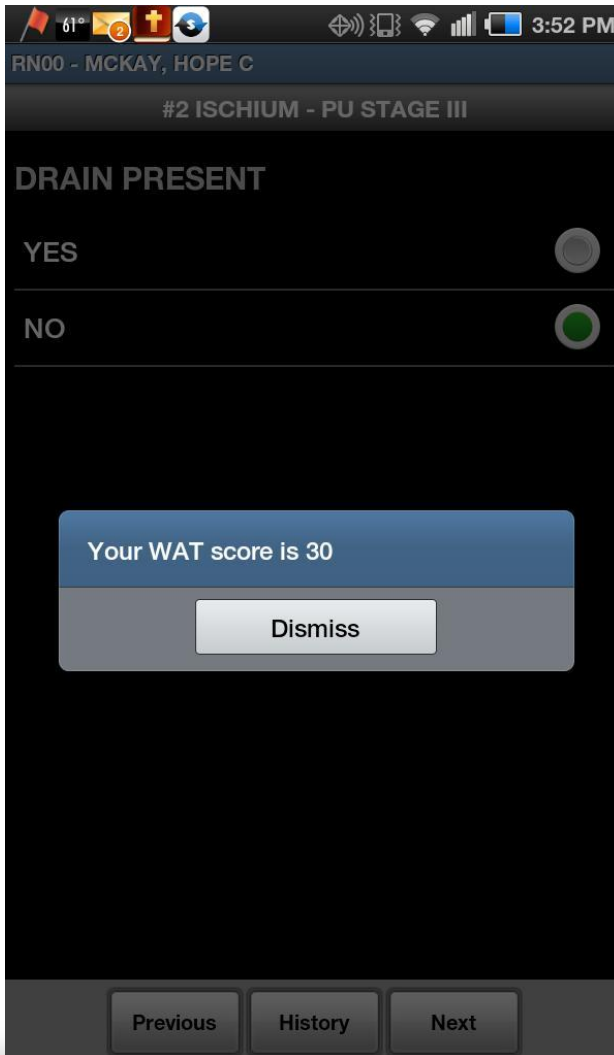 61° 2 S 3:52 PM
RN00 - MCKAY, HOPE C
#2 ISCHIUM - PU STAGE III
DRAIN PRESENT
YES
NO
Your WAT score is 30
Dismiss
Previous History Next